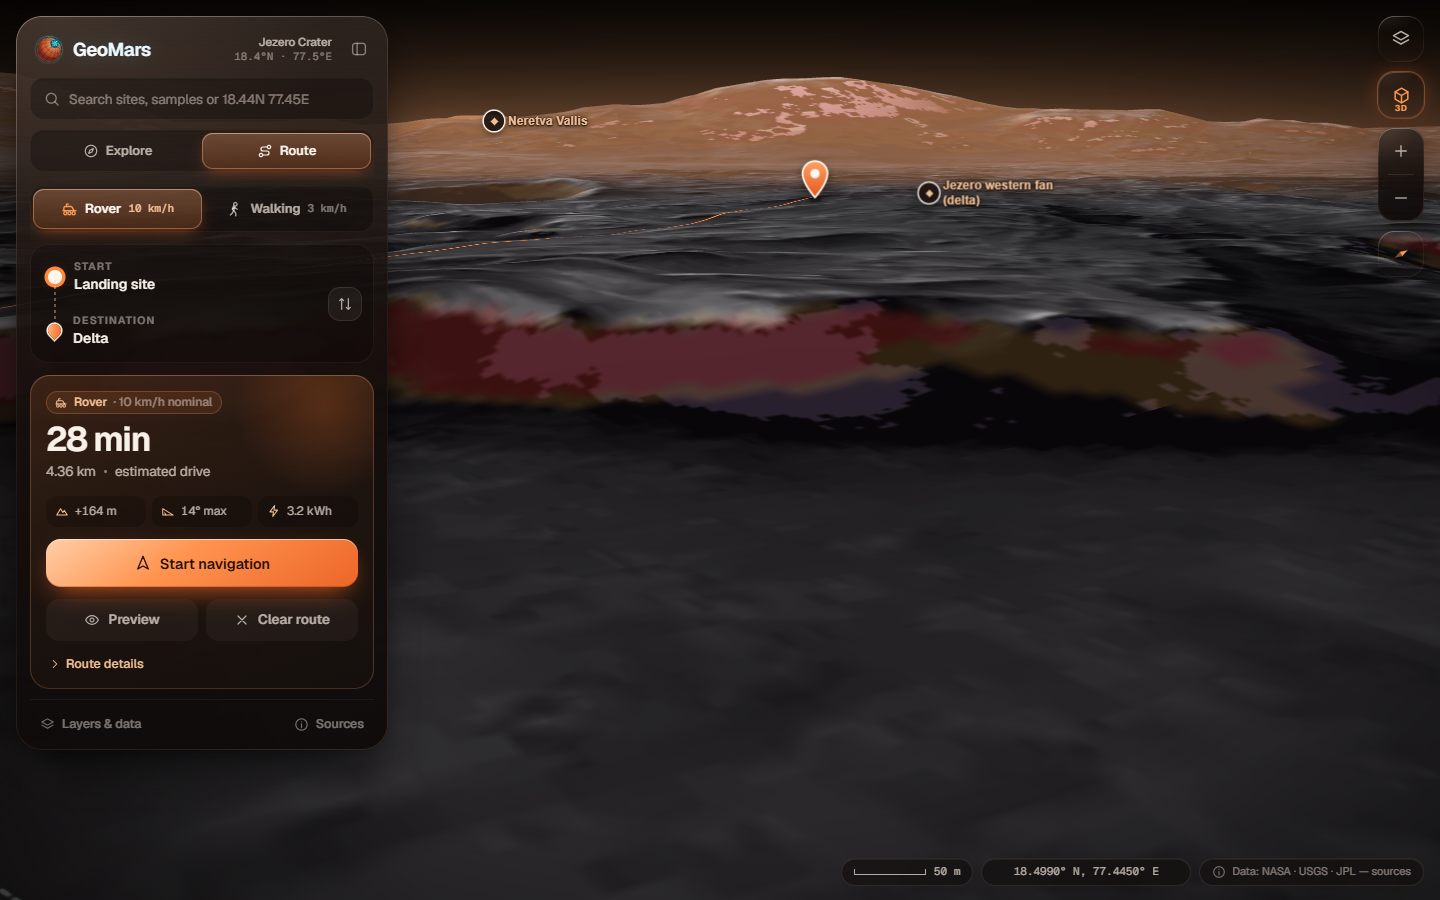 GeoMars
Jezero Crater
18.4°N · 77.5°E
Search sites, samples or 18.44N 77.45E
Explore
Route
Rover 10 km/h
Walking 3 km/h
START
Landing site
DESTINATION
Delta
Rover · 10 km/h nominal
28 min
4.36 km · estimated drive
+164 m
14° max
3.2 kWh
Start navigation
Preview
Clear route
Route details
Layers & data
Sources
Neretva Vallis
Jezero western fan
(delta)
3D
50 m
18.4990° N, 77.4450° E
Data: NASA · USGS · JPL — sources